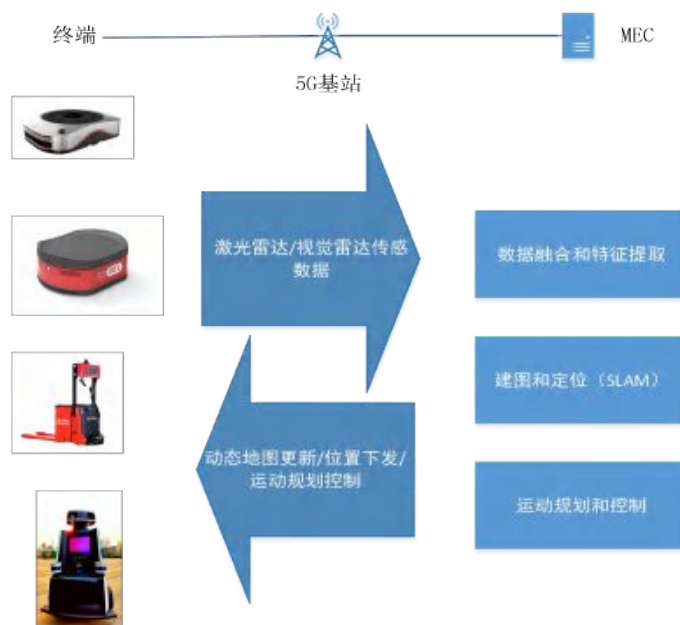 终端
MEC
5G基站
激光雷达/视觉雷达传感
数据
数据融合和特征提取
建图和定位（SLAM）
动态地图更新/位置下发/
运动规划控制
运动规划和控制